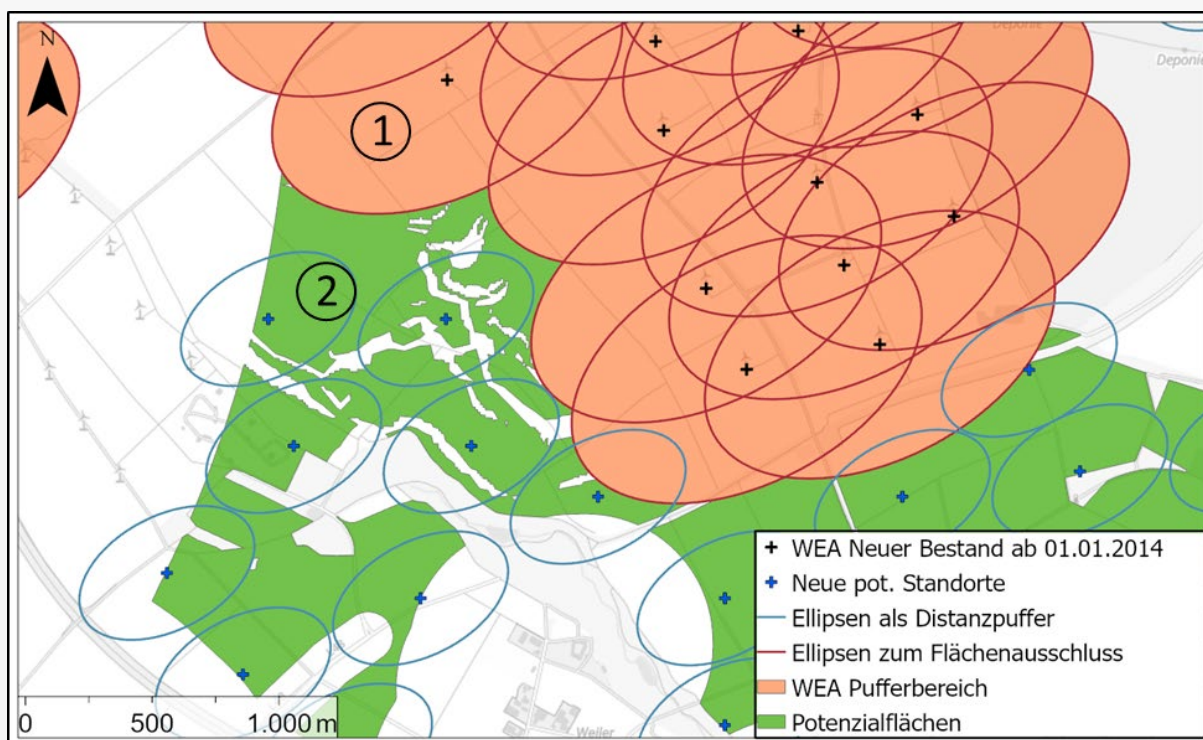 N
Deponie
Deponie
1
2
WEA Neuer Bestand ab 01.01.2014
Neue pot. Standorte
Ellipsen als Distanzpuffer
Ellipsen zum Flächenausschluss
WEA Pufferbereich
Potenzialflächen
0 500 1.000 m
Weiler